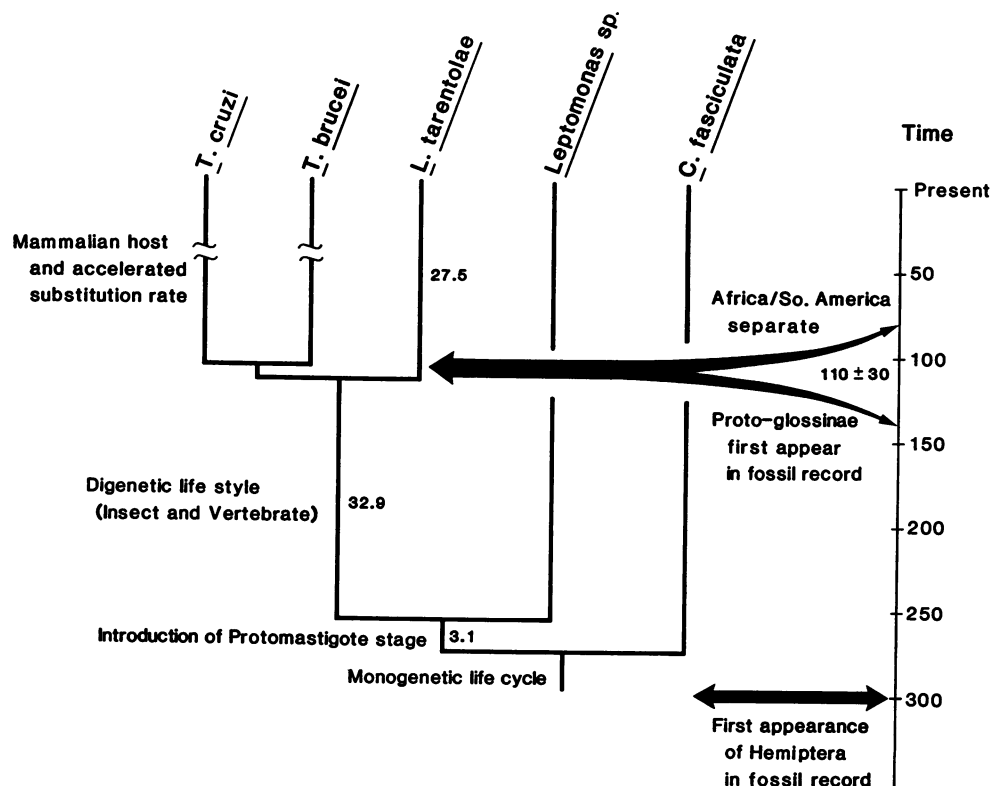 T. cruzi
T. brucei
L. tarentolae
Leptomonas sp.
C. fasciculata
Time
Present
Mammalian host
and accelerated
substitution rate
27.5
50
Africa/So. America
separate
100
110 ± 30
Proto-glossinae
first appear
in fossil record
150
Digenetic life style
(Insect and Vertebrate)
32.9
200
250
Introduction of Protomastigote stage
3.1
Monogenetic life cycle
300
First appearance
of Hemiptera
in fossil record